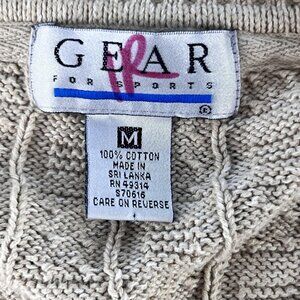 GEAR
FOR SPORTS
®
M
100% COTTON
MADE IN
SRI LANKA
RN 49314
S70616
CARE ON REVERSE